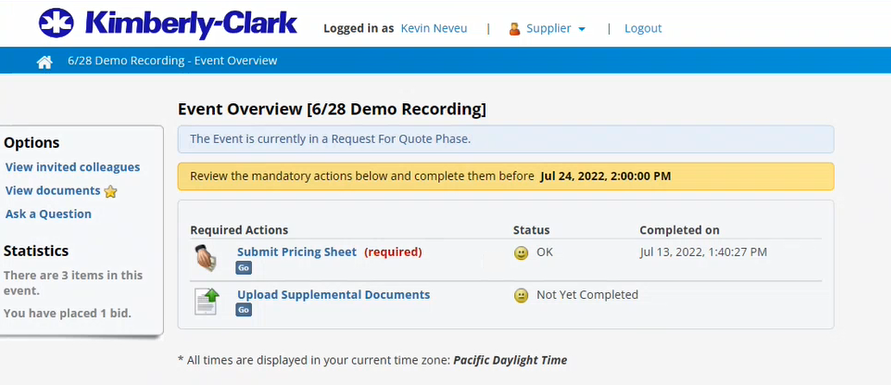 Kimberly-Clark
Logged in as Kevin Neveu | Supplier | Logout
6/28 Demo Recording - Event Overview
Event Overview [6/28 Demo Recording]
The Event is currently in a Request For Quote Phase.
Review the mandatory actions below and complete them before Jul 24, 2022, 2:00:00 PM
Options
View invited colleagues
View documents
Ask a Question
Statistics
There are 3 items in this
event.
You have placed 1 bid.
Required Actions Status Completed on
Submit Pricing Sheet (required) OK Jul 13, 2022, 1:40:27 PM
Go
Upload Supplemental Documents Not Yet Completed
Go
* All times are displayed in your current time zone: Pacific Daylight Time